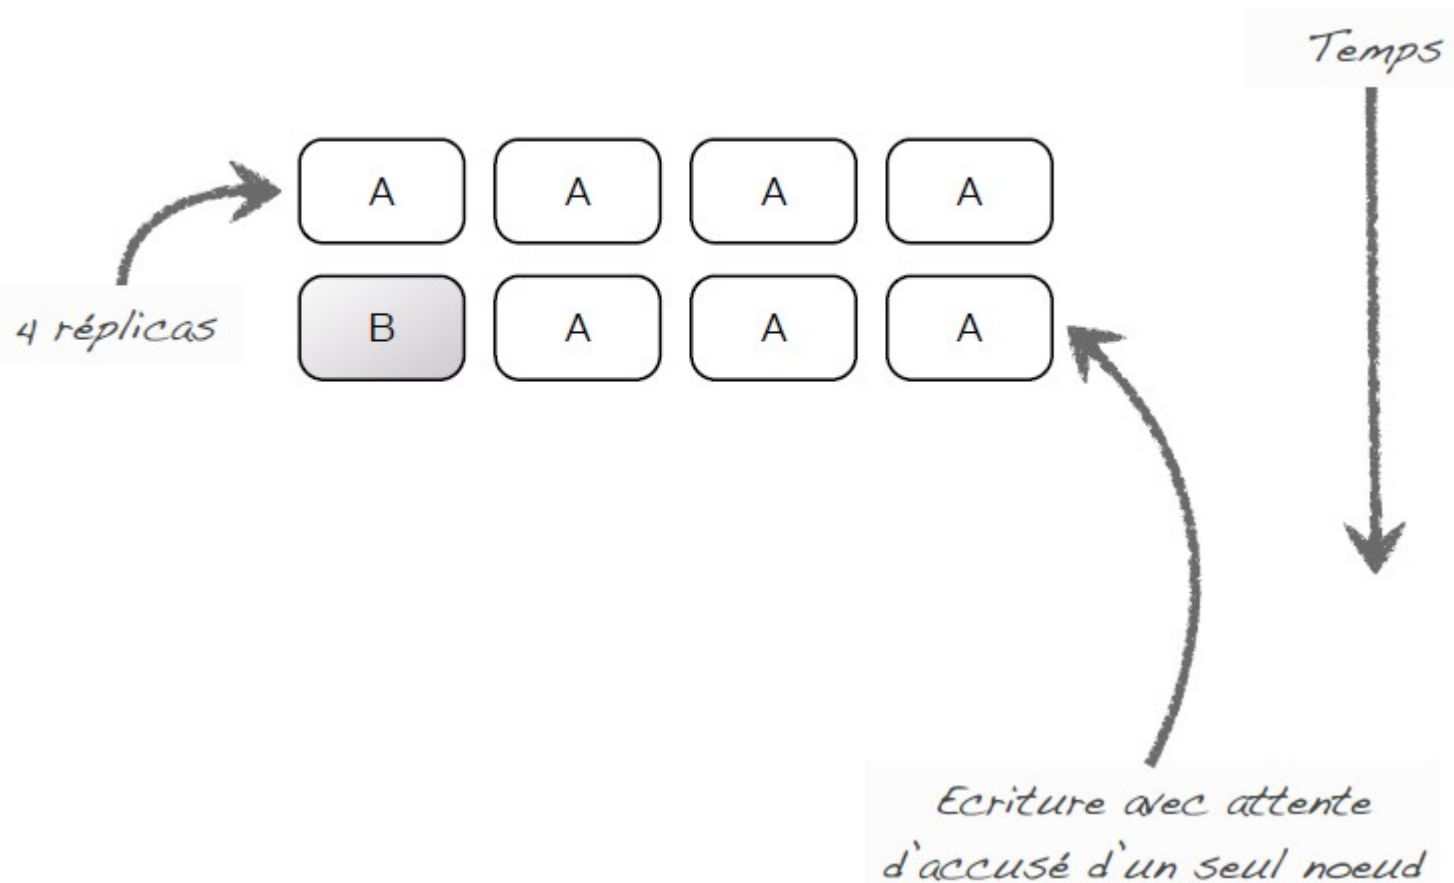 Temps
A A A A
4 réplicas
B A A A
Ecriture avec attente
d'accusé d'un seul noeud